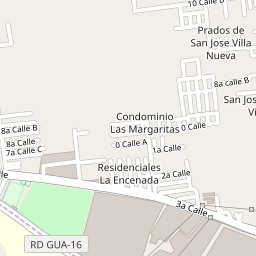 10 Calle D
Prados de
San Jose Villa
Nueva
8a calle B
San Jos
Vi
Condominio
Las Margaritas
0 Calle
8a Calle B
0 Calle A
1a Calle
8a Calle
7a Calle C
Residenciales
La Encenada
2a Calle
3a Calle
RD GUA-16